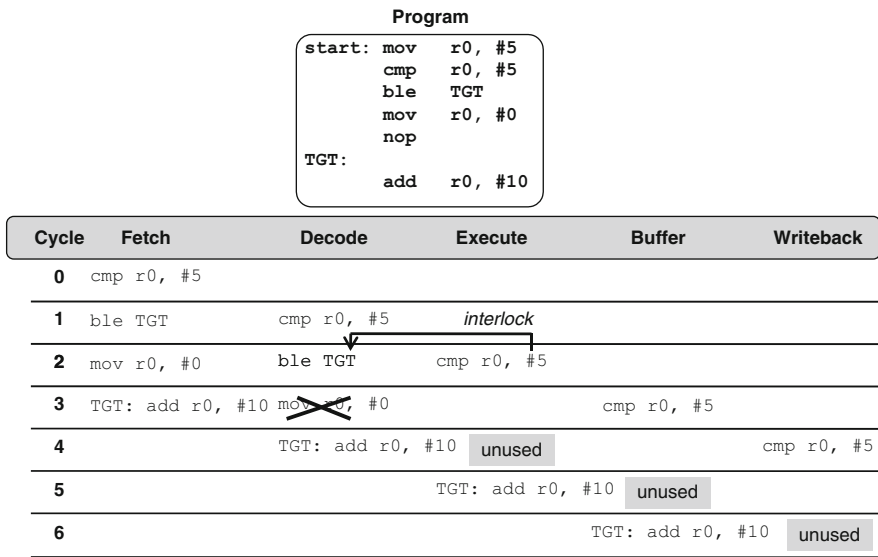 Program
start: mov r0, #5
cmp r0, #5
ble TGT
mov r0, #0
nop
TGT:
add r0, #10
Cycle Fetch Decode Execute Buffer Writeback
0 cmp r0, #5
1 ble TGT cmp r0, #5 interlock
2 mov r0, #0 ble TGT cmp r0, #5
3 TGT: add r0, #10 mov r0, #0 cmp r0, #5
4 TGT: add r0, #10 unused cmp r0, #5
5 TGT: add r0, #10 unused
6 TGT: add r0, #10 unused